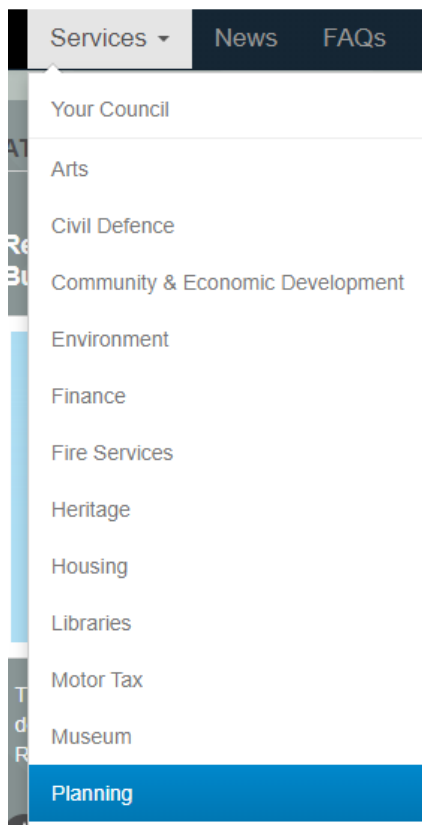 Services News FAQs
Your Council
Arts
Civil Defence
Community & Economic Development
Environment
Finance
Fire Services
Heritage
Housing
Libraries
Motor Tax
Museum
Planning